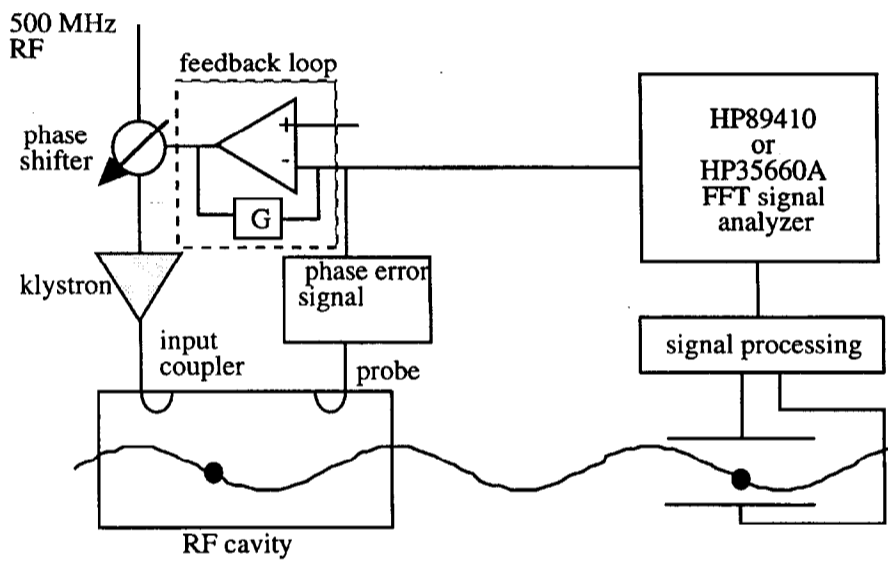 500 MHz
RF
feedback loop
phase
shifter
+
-
G
HP89410
or
HP35660A
FFT signal
analyzer
klystron
phase error
signal
input
coupler
probe
signal processing
RF cavity